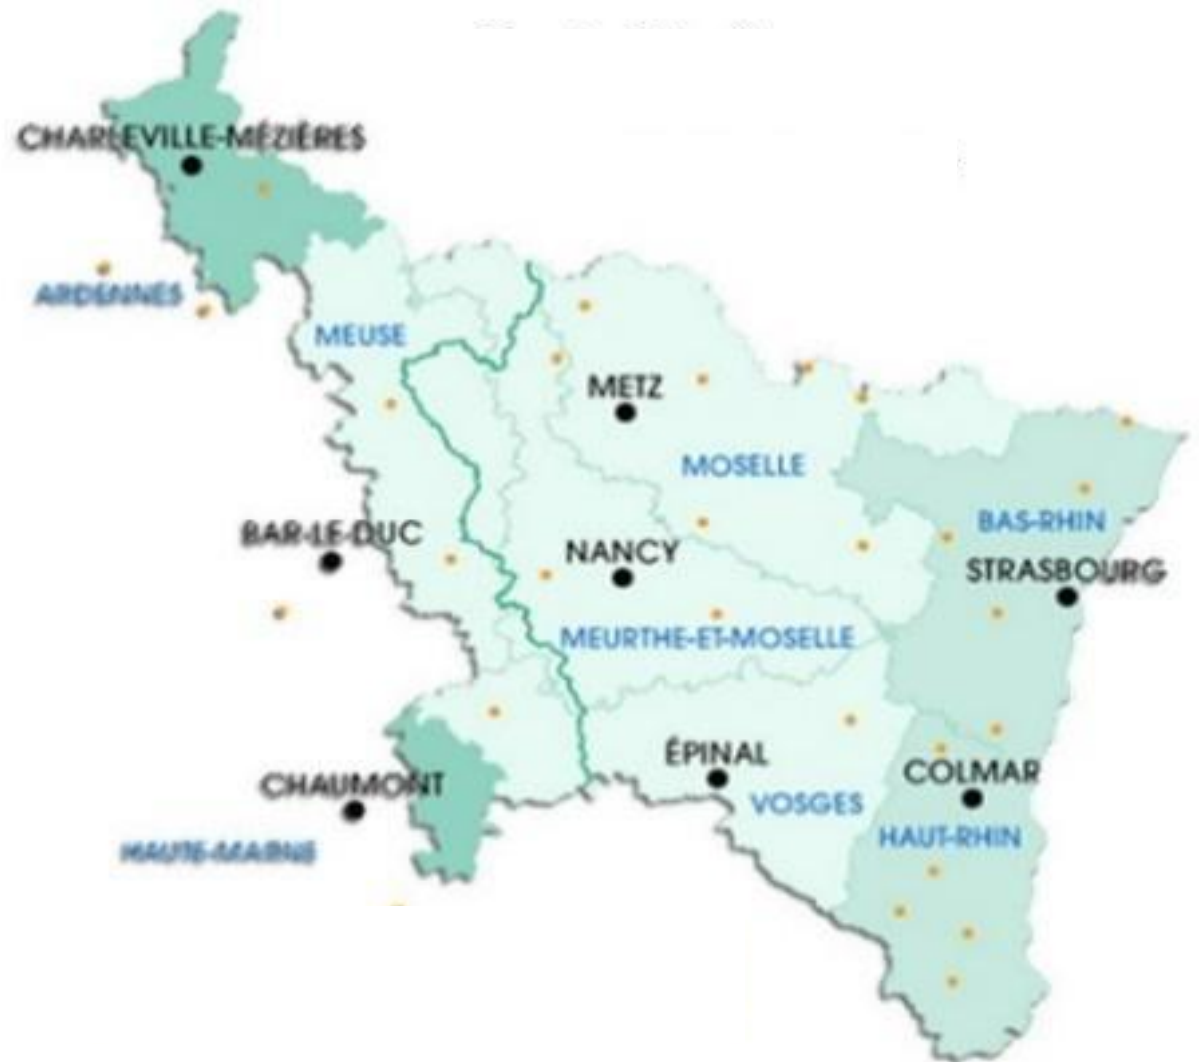 CHARLEVILLE-MÉZIÈRES
ARDENNES
MEUSE
METZ
MOSELLE
BAS-RHIN
BAR-LE-DUC
NANCY
STRASBOURG
MEURTHE-ET-MOSELLE
ÉPINAL
COLMAR
CHAUMONT
VOSGES
HAUT-RHIN
HAUTE-MARNE